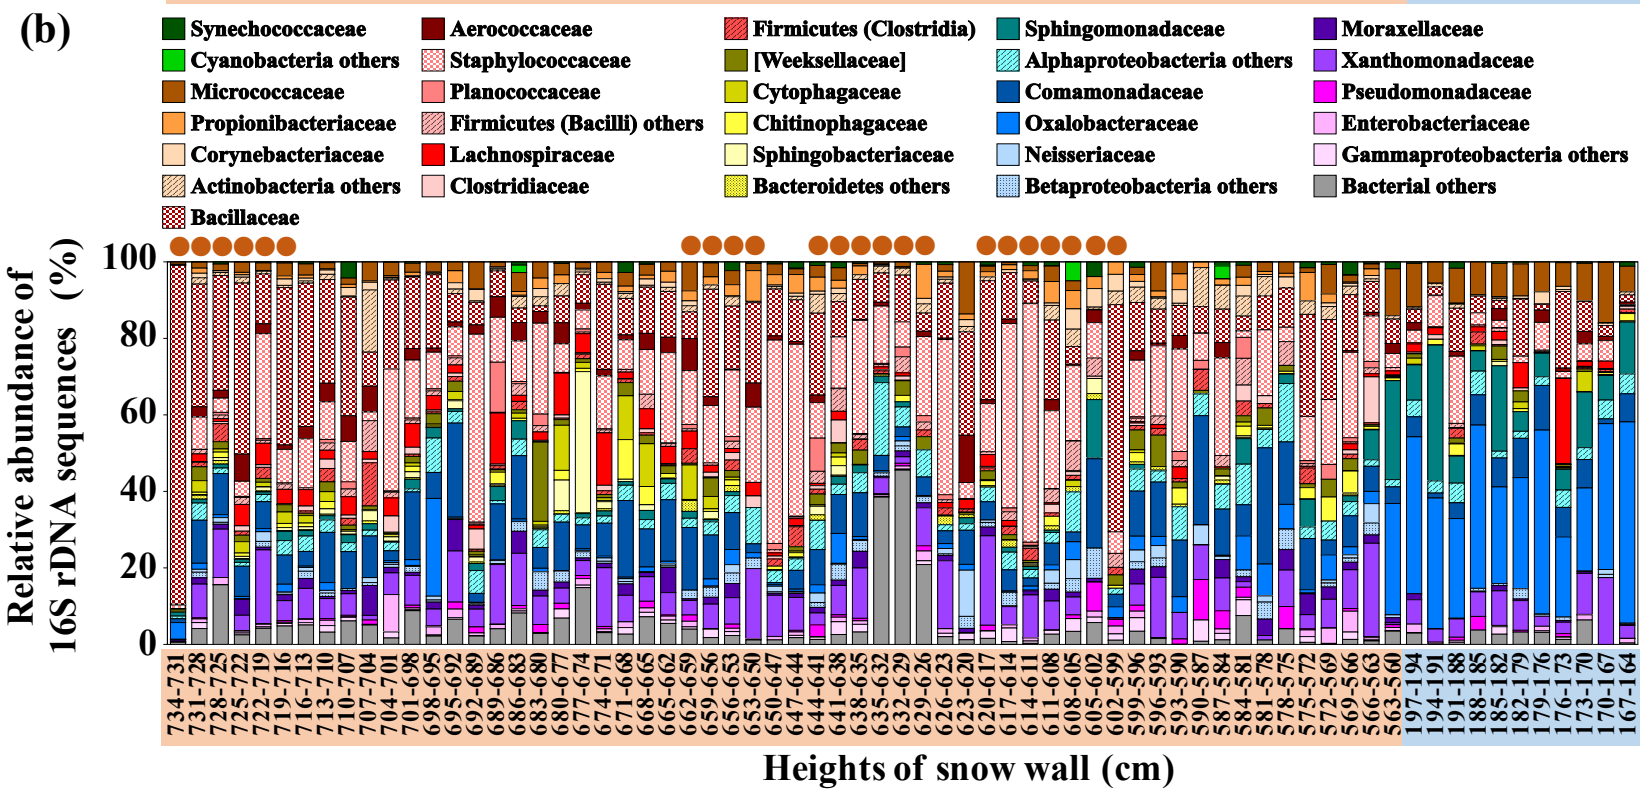 (b)
Synechococcaceae
Aerococcaceae
Firmicutes (Clostridia)
Sphingomonadaceae
Moraxellaceae
Cyanobacteria others
Staphylococcaceae
[Weeksellaceae]
Alphaproteobacteria others
Xanthomonadaceae
Micrococcaceae
Planococcaceae
Cytophagaceae
Comamonadaceae
Pseudomonadaceae
Propionibacteriaceae
Firmicutes (Bacilli) others
Chitinophagaceae
Oxalobacteraceae
Enterobacteriaceae
Corynebacteriaceae
Lachnospiraceae
Sphingobacteriaceae
Neisseriaceae
Gammaproteobacteria others
Actinobacteria others
Clostridiaceae
Bacteroidetes others
Betaproteobacteria others
Bacterial others
Bacillaceae
Relative abundance of
16S rDNA sequences (%)
100
80
60
40
20
0
734-731
731-728
728-725
725-722
722-719
719-716
716-713
713-710
710-707
707-704
704-701
701-698
698-695
695-692
692-689
689-686
686-683
683-680
680-677
677-674
674-671
671-668
668-665
665-662
662-659
659-656
656-653
653-650
650-647
647-644
644-641
641-638
638-635
635-632
632-629
629-626
626-623
623-620
620-617
617-614
614-611
611-608
608-605
605-602
602-599
599-596
596-593
593-590
590-587
587-584
584-581
581-578
578-575
575-572
572-569
569-566
566-563
563-560
197-194
194-191
191-188
188-185
185-182
182-179
179-176
176-173
173-170
170-167
167-164
Heights of snow wall (cm)